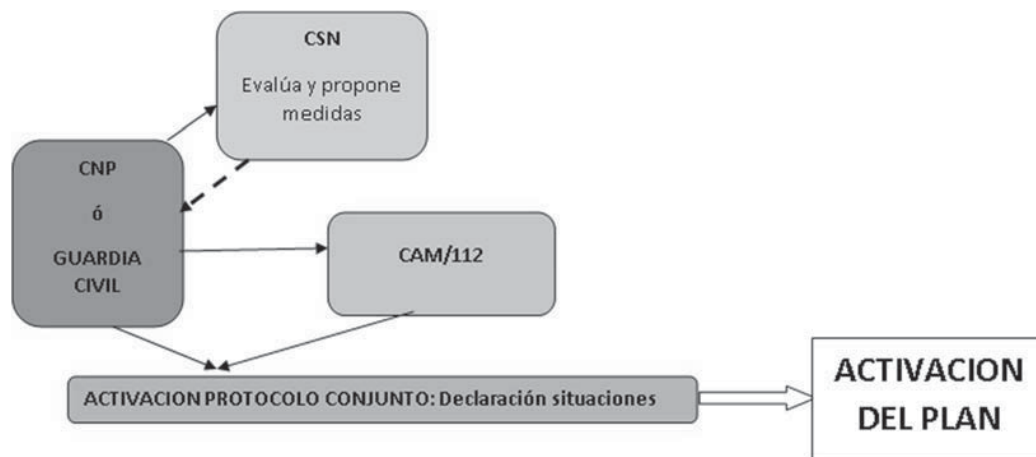 CSN
Evalúa y propone
medidas
CNP
ó
GUARDIA
CIVIL
CAM/112
ACTIVACION PROTOCOLO CONJUNTO: Declaración situaciones
ACTIVACION
DEL PLAN